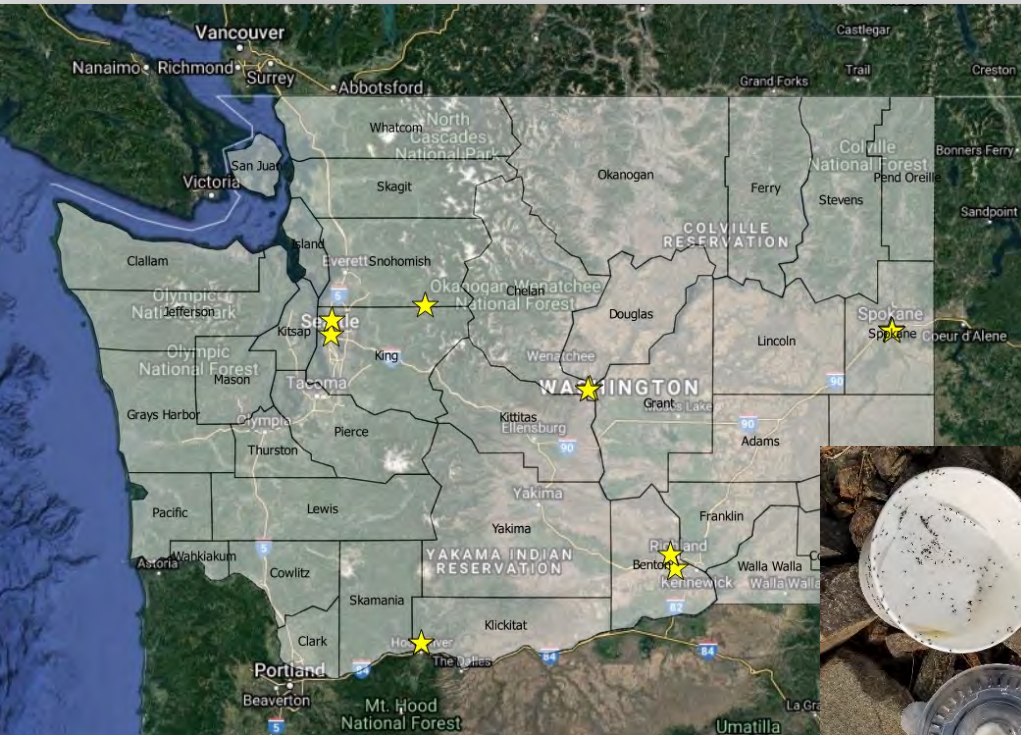 Castlegar
Vancouver
Nanaimo
Richmond
Surrey
Abbotsford
Grand Forks
Trail
Creston
Whatcom
North
Cascades
National Park
San Juan
Victoria
Skagit
Okanogan
Ferry
Stevens
Colville
National Forest
Pend Oreille
Bonners Ferry
Sandpoint
COLVILLE
RESERVATION
Island
Everett
Snohomish
Clallam
Olympic
National Park
Jefferson
5
Okanogan-Wenatchee
National Forest
Chelan
Douglas
Lincoln
Spokane
Spokane
Coeur d'Alene
Kitsap
Seattle
King
90
Wenatchee
Olympic
National Forest
Mason
Tacoma
WASHINGTON
Grant
Moses Lake
90
Grays Harbor
Olympia
Thurston
Pierce
Kittitas
Ellensburg
90
90
Adams
Pacific
Lewis
Yakima
Yakima
Franklin
Astoria
Wahkiakum
5
Cowlitz
YAKAMA INDIAN
RESERVATION
Richland
Benton
Kennewick
Walla Walla
Walla Walla
82
Skamania
Klickitat
Clark
84
The Dalles
84
84
Portland
Beaverton
5
Mt. Hood
National Forest
La Gra
Umatilla